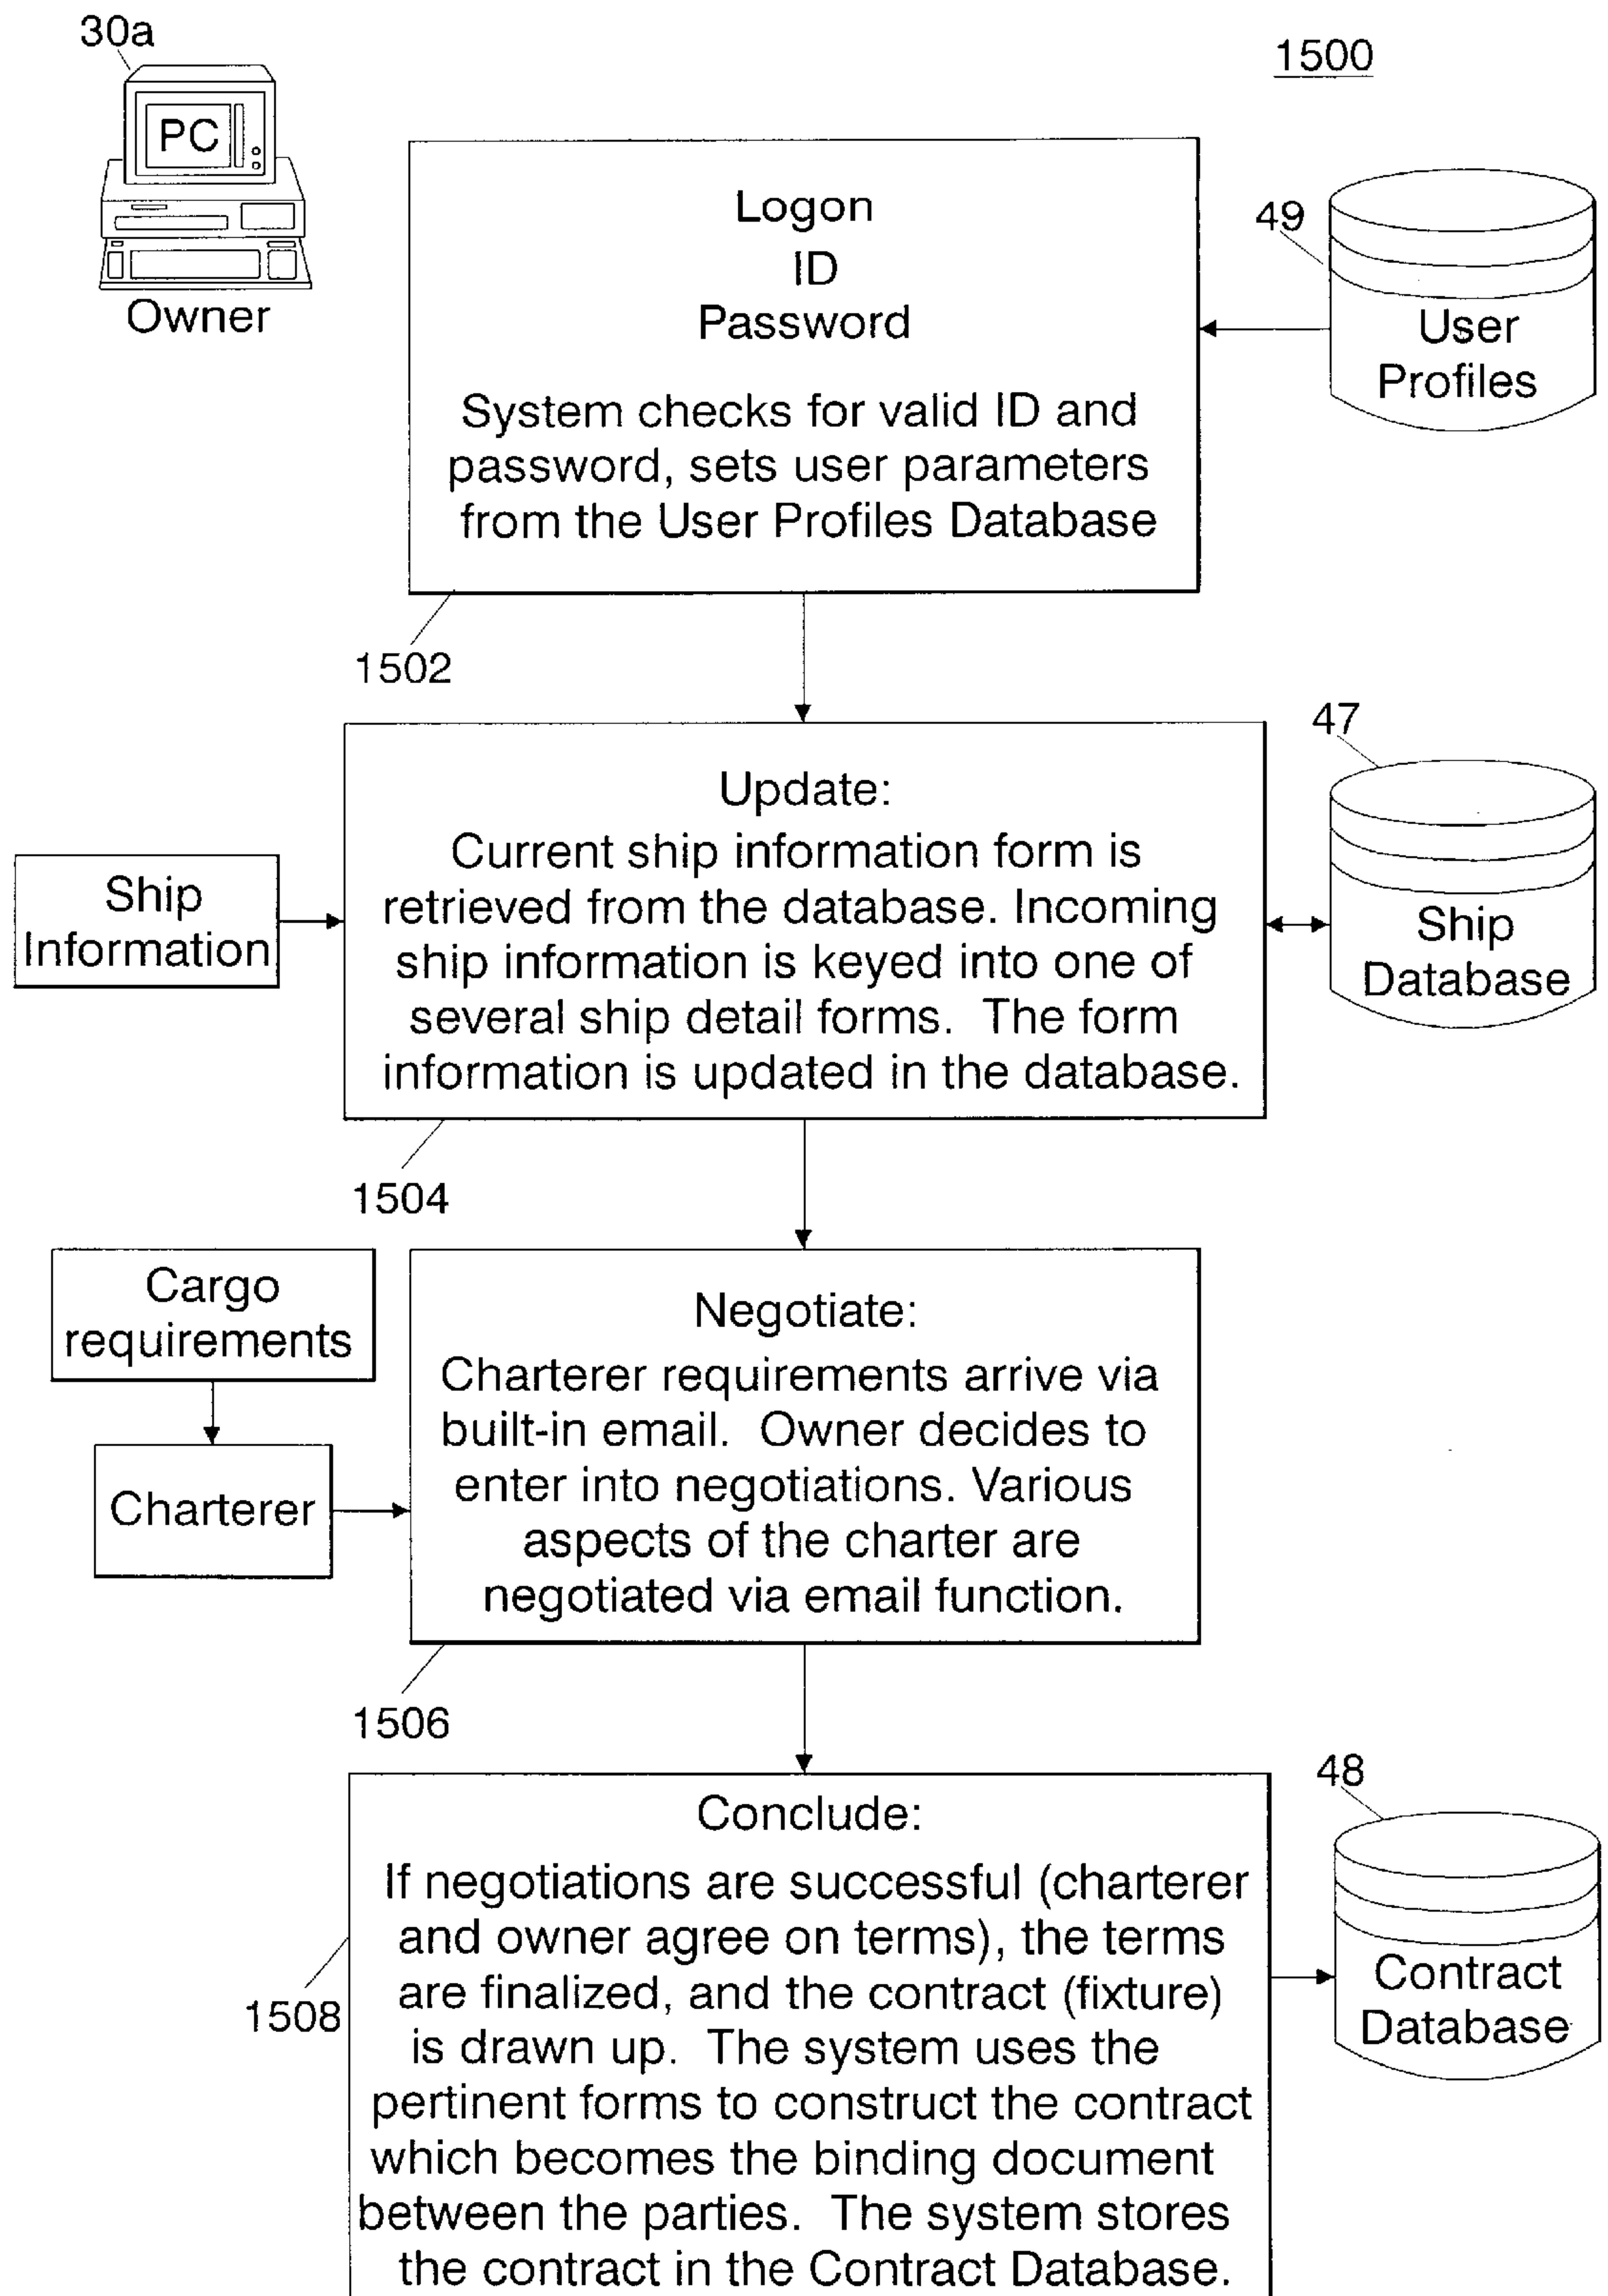 30a
1500
PC
Owner
Logon
ID
Password
System checks for valid ID and
password, sets user parameters
from the User Profiles Database
49
User
Profiles
1502
47
Update:
Current ship information form is
retrieved from the database. Incoming
ship information is keyed into one of
several ship detail forms. The form
information is updated in the database.
Ship
Information
Ship
Database
1504
Cargo
requirements
Charterer
Negotiate:
Charterer requirements arrive via
built-in email. Owner decides to
enter into negotiations. Various
aspects of the charter are
negotiated via email function.
1506
48
Conclude:
If negotiations are successful (charterer
and owner agree on terms), the terms
are finalized, and the contract (fixture)
is drawn up. The system uses the
pertinent forms to construct the contract
which becomes the binding document
between the parties. The system stores
the contract in the Contract Database.
1508
Contract
Database